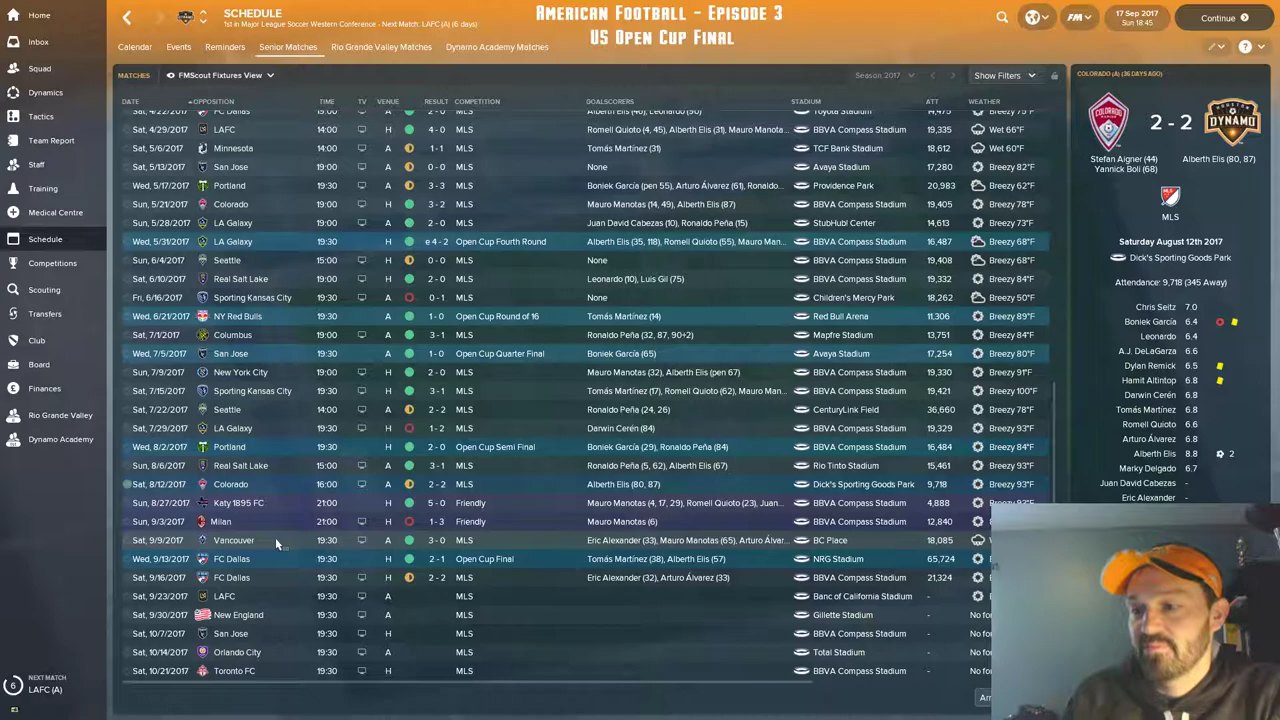 American Football - Episode 3
US Open Cup Final
SCHEDULE
1st in Major League Soccer Western Conference - Next Match: LAFC (A) (6 days)
17 Sep 2017
Sun 18:45
Continue
FM
Home
Inbox
Squad
Dynamics
Tactics
Team Report
Staff
Training
Medical Centre
Schedule
Competitions
Scouting
Transfers
Club
Board
Finances
Rio Grande Valley
Dynamo Academy
6
NEXT MATCH
LAFC (A)
Calendar Events Reminders Senior Matches Rio Grande Valley Matches Dynamo Academy Matches
MATCHES FMScout Fixtures View Season 2017 Show Filters
DATE OPPOSITION TIME TV VENUE RESULT COMPETITION GOALSCORERS STADIUM ATT WEATHER
Sat, 4/22/2017 FC Dallas 19:00 A 2-0 MLS Alberth Elis (46), Leonardo (50) Toyota Stadium 14,475 Breezy 75°F
Sat, 4/29/2017 LAFC 14:00 H 4-0 MLS Romell Quioto (4, 45), Alberth Elis (31), Mauro Manota... BBVA Compass Stadium 19,335 Wet 66°F
Sat, 5/6/2017 Minnesota 14:00 A 1-1 MLS Tomás Martínez (31) TCF Bank Stadium 18,612 Wet 60°F
Sat, 5/13/2017 San Jose 19:00 A 0-0 MLS None Avaya Stadium 17,280 Breezy 82°F
Wed, 5/17/2017 Portland 19:30 A 3-3 MLS Boniek García (pen 55), Arturo Álvarez (61), Ronaldo... Providence Park 20,983 Breezy 62°F
Sun, 5/21/2017 Colorado 19:00 H 3-2 MLS Mauro Manotas (14, 49), Alberth Elis (87) BBVA Compass Stadium 19,405 Breezy 78°F
Sun, 5/28/2017 LA Galaxy 19:00 A 2-0 MLS Juan David Cabezas (10), Ronaldo Peña (15) StubHubl Center 14,613 Breezy 73°F
Wed, 5/31/2017 LA Galaxy 19:30 H e 4-2 Open Cup Fourth Round Alberth Elis (35, 118), Romell Quioto (55), Mauro Man... BBVA Compass Stadium 16,487 Breezy 68°F
Sun, 6/4/2017 Seattle 15:00 H 0-0 MLS None BBVA Compass Stadium 19,408 Breezy 68°F
Sat, 6/10/2017 Real Salt Lake 19:30 H 2-0 MLS Leonardo (10), Luis Gil (75) BBVA Compass Stadium 19,332 Breezy 84°F
Fri, 6/16/2017 Sporting Kansas City 19:30 A 0-1 MLS None Children's Mercy Park 18,262 Breezy 50°F
Wed, 6/21/2017 NY Red Bulls 19:30 A 1-0 Open Cup Round of 16 Tomás Martínez (14) Red Bull Arena 11,306 Breezy 89°F
Sat, 7/1/2017 Columbus 19:30 A 3-1 MLS Ronaldo Peña (32, 87, 90+2) Mapfre Stadium 13,751 Breezy 84°F
Wed, 7/5/2017 San Jose 19:30 A 1-0 Open Cup Quarter Final Boniek García (65) Avaya Stadium 17,254 Breezy 80°F
Sun, 7/9/2017 New York City 19:00 H 2-0 MLS Mauro Manotas (32), Alberth Elis (pen 67) BBVA Compass Stadium 19,330 Breezy 91°F
Sat, 7/15/2017 Sporting Kansas City 19:30 H 3-1 MLS Tomás Martínez (17), Romell Quioto (62), Mauro Man... BBVA Compass Stadium 19,421 Breezy 100°F
Sat, 7/22/2017 Seattle 14:00 A 2-2 MLS Ronaldo Peña (24, 26) CenturyLink Field 36,660 Breezy 78°F
Sat, 7/29/2017 LA Galaxy 19:30 H 1-2 MLS Darwin Cerén (84) BBVA Compass Stadium 19,329 Breezy 93°F
Wed, 8/2/2017 Portland 19:30 H 2-0 Open Cup Semi Final Boniek García (29), Ronaldo Peña (84) BBVA Compass Stadium 16,484 Breezy 84°F
Sun, 8/6/2017 Real Salt Lake 15:00 A 3-1 MLS Ronaldo Peña (5, 62), Alberth Elis (67) Rio Tinto Stadium 15,461 Breezy 93°F
Sat, 8/12/2017 Colorado 16:00 A 2-2 MLS Alberth Elis (80, 87) Dick's Sporting Goods Park 9,718 Breezy 93°F
Sun, 8/27/2017 Katy 1895 FC 21:00 H 5-0 Friendly Mauro Manotas (4, 17, 29), Romell Quioto (23), Juan... BBVA Compass Stadium 4,888
Sun, 9/3/2017 Milan 21:00 H 1-3 Friendly Mauro Manotas (6) BBVA Compass Stadium 12,840
Sat, 9/9/2017 Vancouver 19:30 A 3-0 MLS Eric Alexander (33), Mauro Manotas (65), Arturo Álvar... BC Place 18,085
Wed, 9/13/2017 FC Dallas 19:30 H 2-1 Open Cup Final Tomás Martínez (38), Alberth Elis (57) NRG Stadium 65,724
Sat, 9/16/2017 FC Dallas 19:30 H 2-2 MLS Eric Alexander (32), Arturo Álvarez (33) BBVA Compass Stadium 21,324
Sat, 9/23/2017 LAFC 19:30 A MLS Banc of California Stadium -
Sat, 9/30/2017 New England 19:30 A MLS Gillette Stadium - No fo
Sat, 10/7/2017 San Jose 19:30 H MLS BBVA Compass Stadium - No fo
Sat, 10/14/2017 Orlando City 19:30 A MLS Total Stadium - No fo
Sat, 10/21/2017 Toronto FC 19:30 H MLS BBVA Compass Stadium - No fo
COLORADO (A) (36 DAYS AGO)
2 - 2
Stefan Aigner (44)
Yannick Boli (68)
Alberth Elis (80, 87)
MLS
Saturday August 12th 2017
Dick's Sporting Goods Park
Attendance: 9,718 (345 Away)
Chris Seitz 7.0
Boniek García 6.4
Leonardo 6.4
A.J. DeLaGarza 6.6
Dylan Remick 6.5
Hamit Altintop 6.8
Darwin Cerén 6.8
Tomás Martínez 6.8
Romell Quioto 6.6
Arturo Álvarez 6.8
Alberth Elis 8.8 2
Marky Delgado 6.7
Juan David Cabezas -
Eric Alexander -